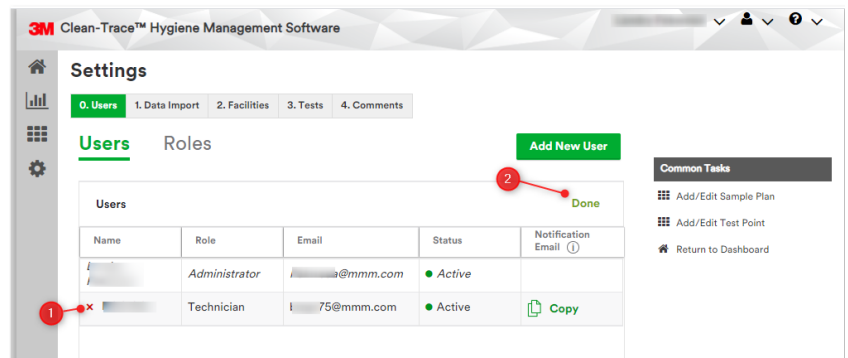 3M Clean-Trace™ Hygiene Management Software
Settings
0. Users 1. Data Import 2. Facilities 3. Tests 4. Comments
Users Roles
Add New User
Common Tasks
Add/Edit Sample Plan
Add/Edit Test Point
Return to Dashboard
2
Users Done
Name Role Email Status Notification
Email i
Administrator a@mmm.com Active
1
× Technician 75@mmm.com Active Copy